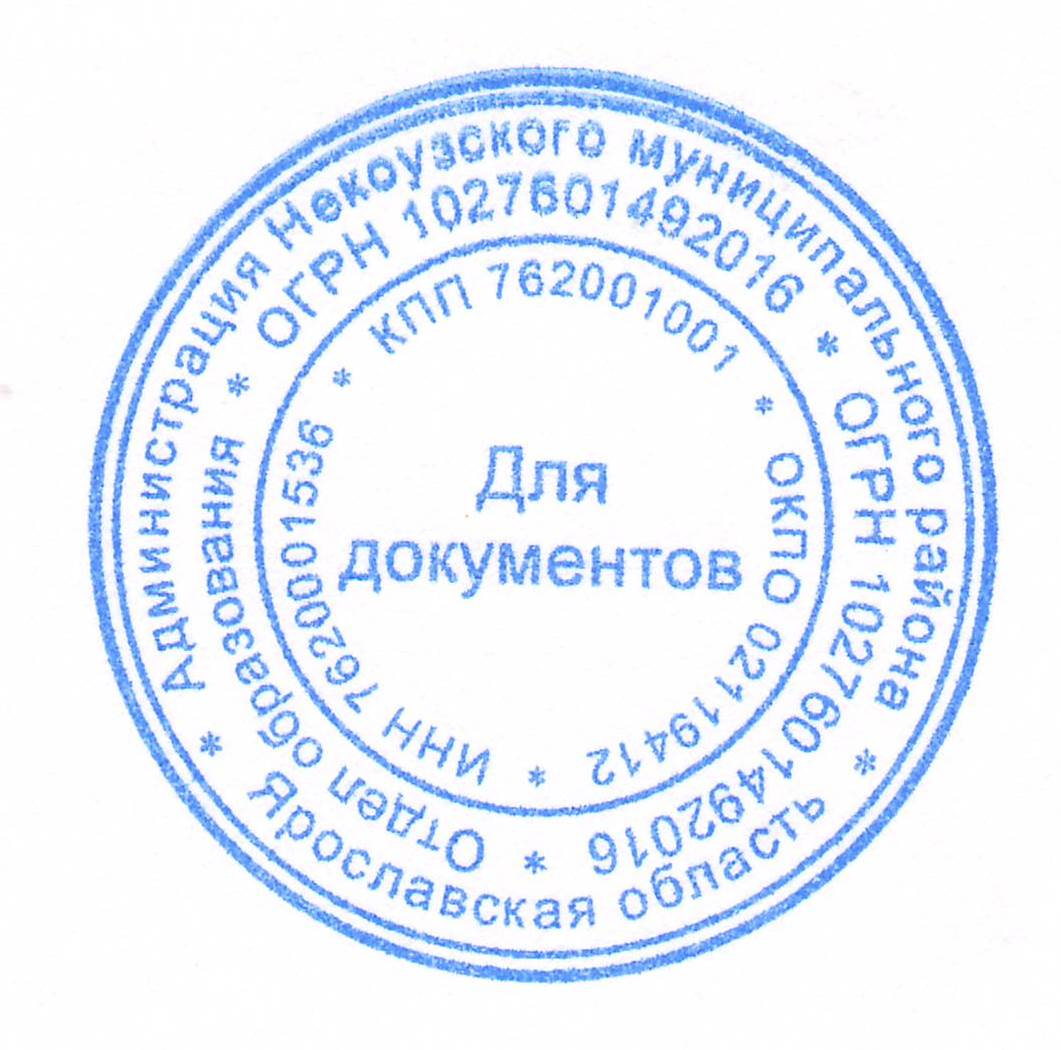 * Администрация Некоузского муниципального района *
Ярославская область
Отдел образования * ОГРН 1027601492016 * ОГРН 1027601492016 *
ИНН 7620001536 * КПП 762001001 * ОКПО 02119412 *
Для
документов